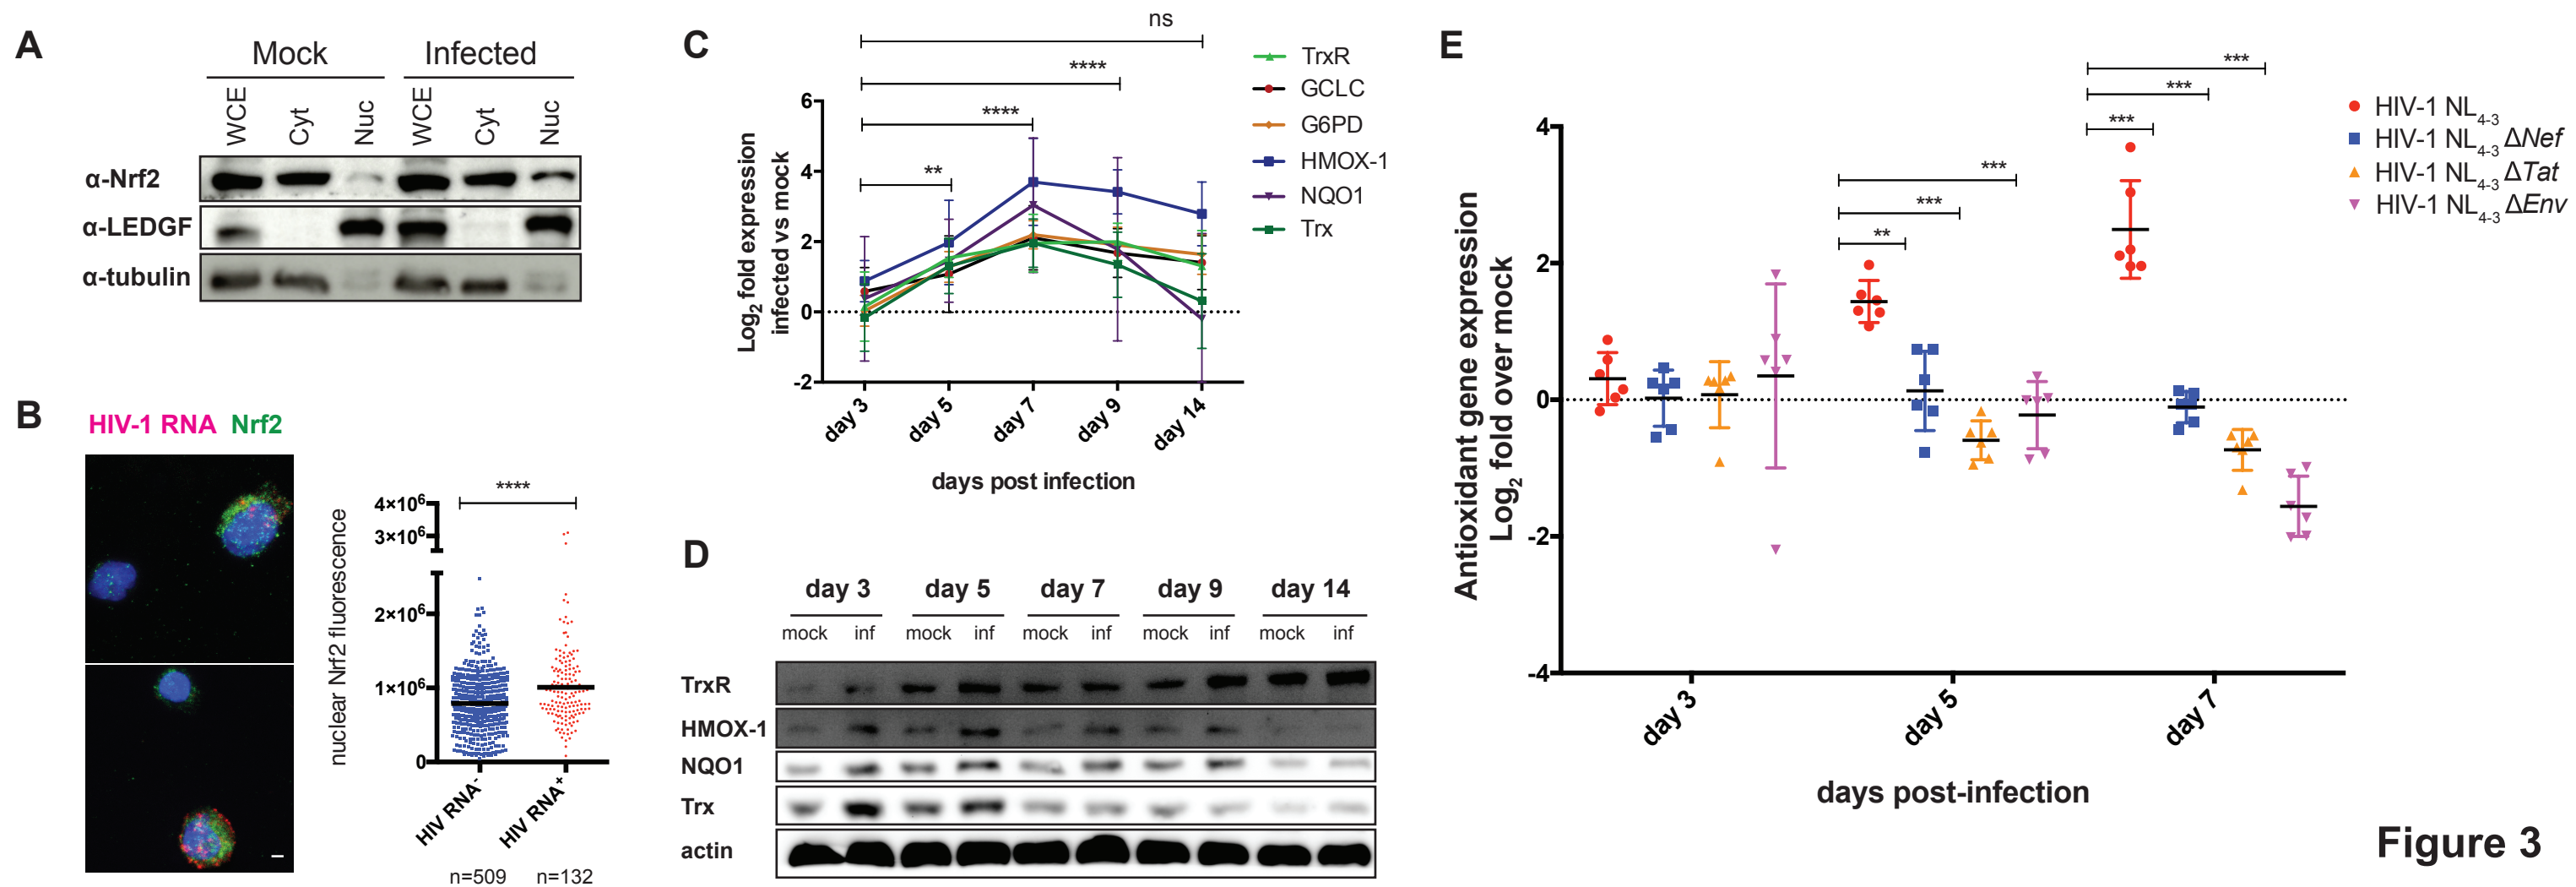 A
Mock Infected
WCE Cyt Nuc WCE Cyt Nuc
α-Nrf2
α-LEDGF
α-tubulin
B
HIV-1 RNA Nrf2
nuclear Nrf2 fluorescence
****
4×10⁶
3×10⁶
2×10⁶
1×10⁶
0
HIV RNA⁻ HIV RNA⁺
n=509 n=132
C
Log₂ fold expression
infected vs mock
ns
****
****
**
6
4
2
0
-2
day 3 day 5 day 7 day 9 day 14
days post infection
TrxR
GCLC
G6PD
HMOX-1
NQO1
Trx
D
day 3 day 5 day 7 day 9 day 14
mock inf mock inf mock inf mock inf mock inf
TrxR
HMOX-1
NQO1
Trx
actin
E
Antioxidant gene expression
Log₂ fold over mock
4
2
0
-2
-4
***
***
**
***
***
***
day 3 day 5 day 7
days post-infection
HIV-1 NL₄₋₃
HIV-1 NL₄₋₃ ΔNef
HIV-1 NL₄₋₃ ΔTat
HIV-1 NL₄₋₃ ΔEnv
Figure 3